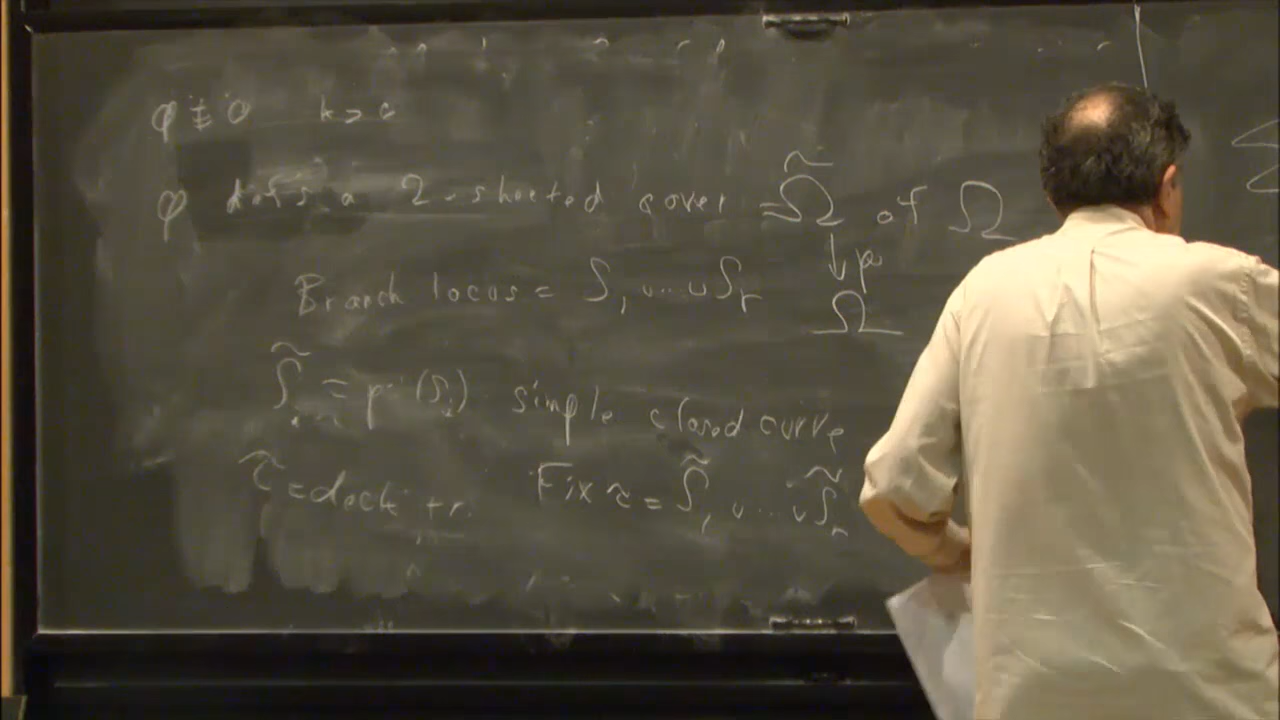 φ ≢ 0 k > 0
φ defs. a 2-sheeted cover = Ω̃ of Ω
↓ p
Branch locus = S₁ ∪ … ∪ Sᵣ Ω
S̃ᵢ = p⁻¹(Sᵢ) simple closed curve
τ̃ = deck tr. Fix τ̃ = S̃₁ ∪ … ∪ S̃ᵣ